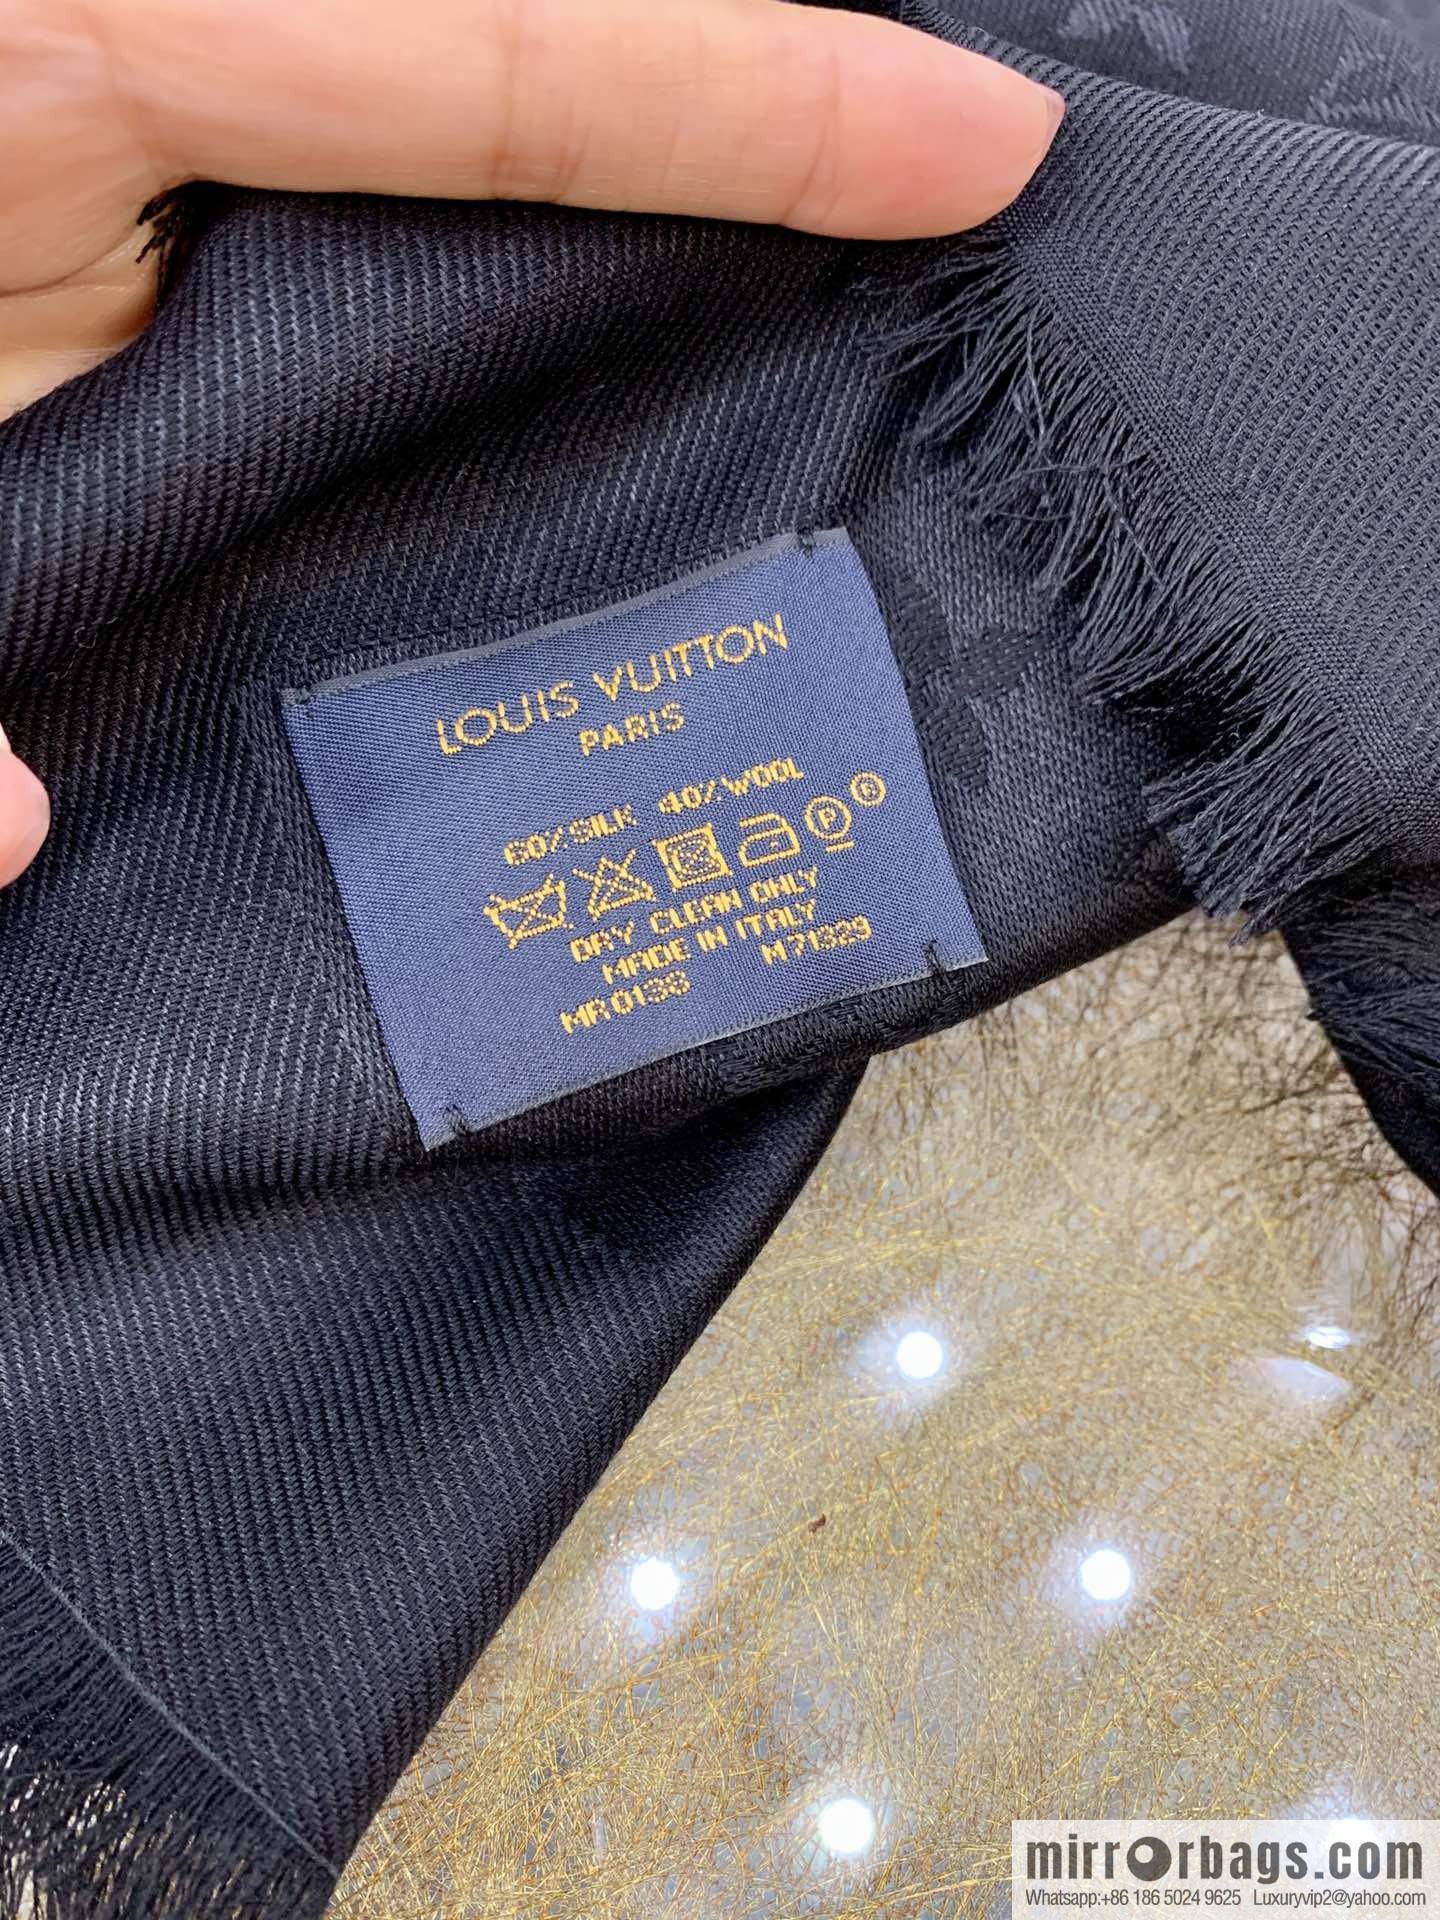 LOUIS VUITTON
PARIS
60% SILK 40% WOOL
P
DRY CLEAN ONLY
MADE IN ITALY
MR0138 M71329
mirrorbags.com
Whatsapp:+86 186 5024 9625 Luxuryvip2@yahoo.com